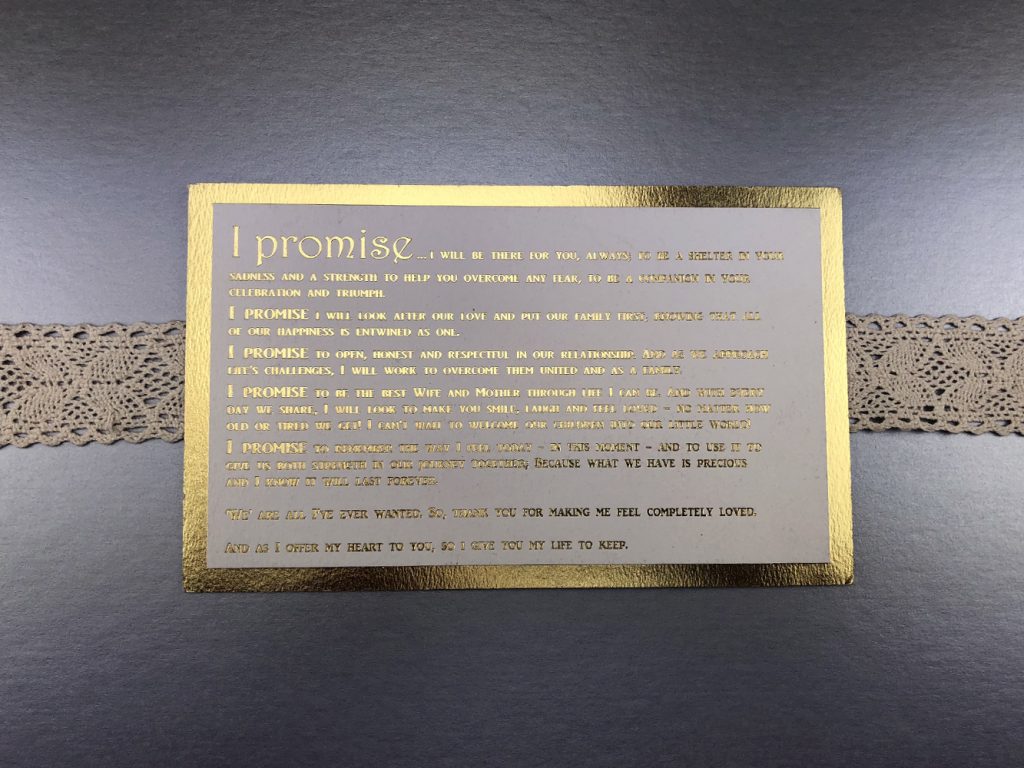 I promise ... i will be there for you, always; to be a shelter in your
sadness and a strength to help you overcome any fear, to be a companion in your
celebration and triumph.
I promise i will look after our love and put our family first; knowing that all
of our happiness is entwined as one.
I promise to open, honest and respectful in our relationship. And as we approach
life's challenges, I will work to overcome them united and as a family.
I promise to be the best Wife and Mother through life I can be. And with every
day we share, I will look to make you smile, laugh and feel loved – no matter how
old or tired we get! I can't wait to welcome our children into our little world!
I promise to remember the way I feel today – in this moment – and to use it to
give us both strength in our journey together; Because what we have is precious
and I know it will last forever.
'We' are all I've ever wanted. So, thank you for making me feel completely loved.
And as I offer my heart to you, so i give you my life to keep.